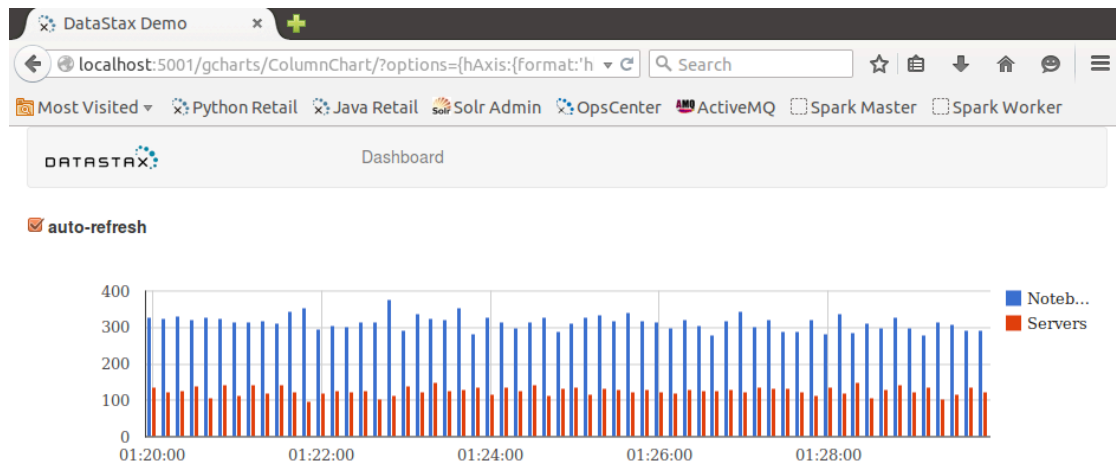 DataStax Demo
localhost:5001/gcharts/ColumnChart/?options={hAxis:{format:'h
Search
Most Visited Python Retail Java Retail Solr Solr Admin OpsCenter AMQ ActiveMQ Spark Master Spark Worker
DATASTAX Dashboard
auto-refresh
400
300
200
100
0
Noteb...
Servers
01:20:00 01:22:00 01:24:00 01:26:00 01:28:00